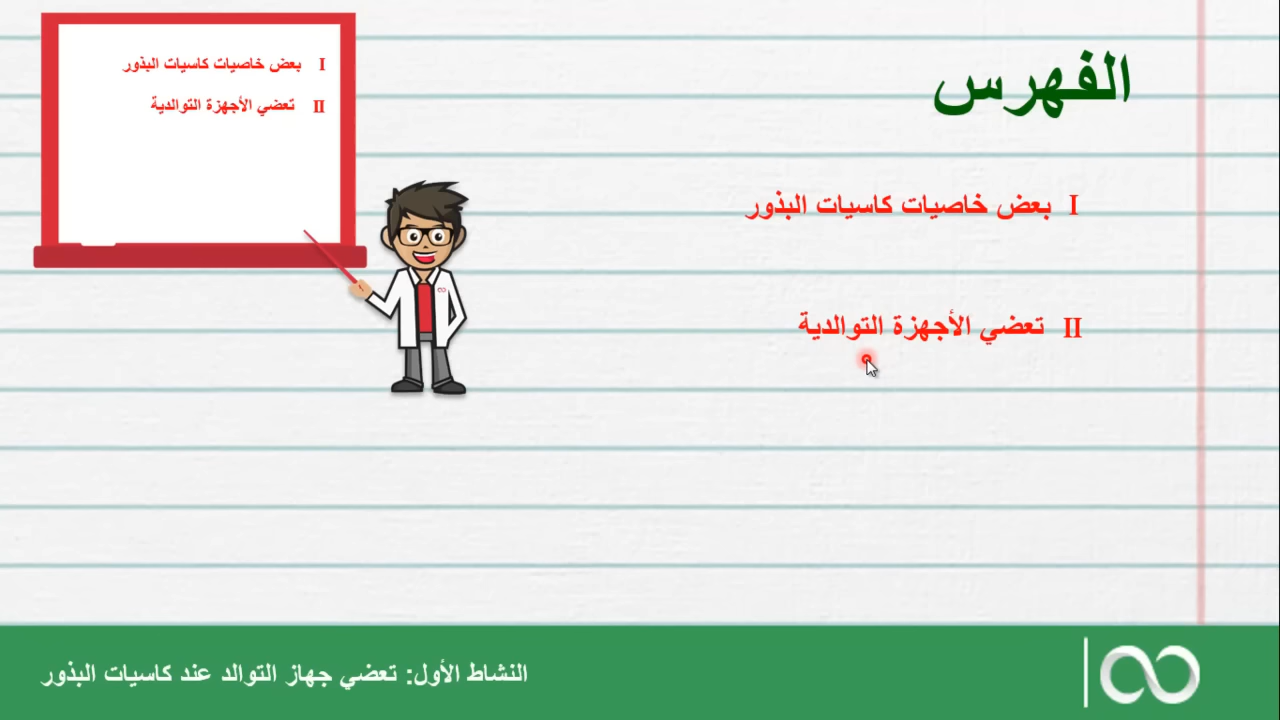 الفهرس
I بعض خاصيات كاسيات البذور
II تعضي الأجهزة التوالدية
I بعض خاصيات كاسيات البذور
II تعضي الأجهزة التوالدية
النشاط الأول: تعضي جهاز التوالد عند كاسيات البذور